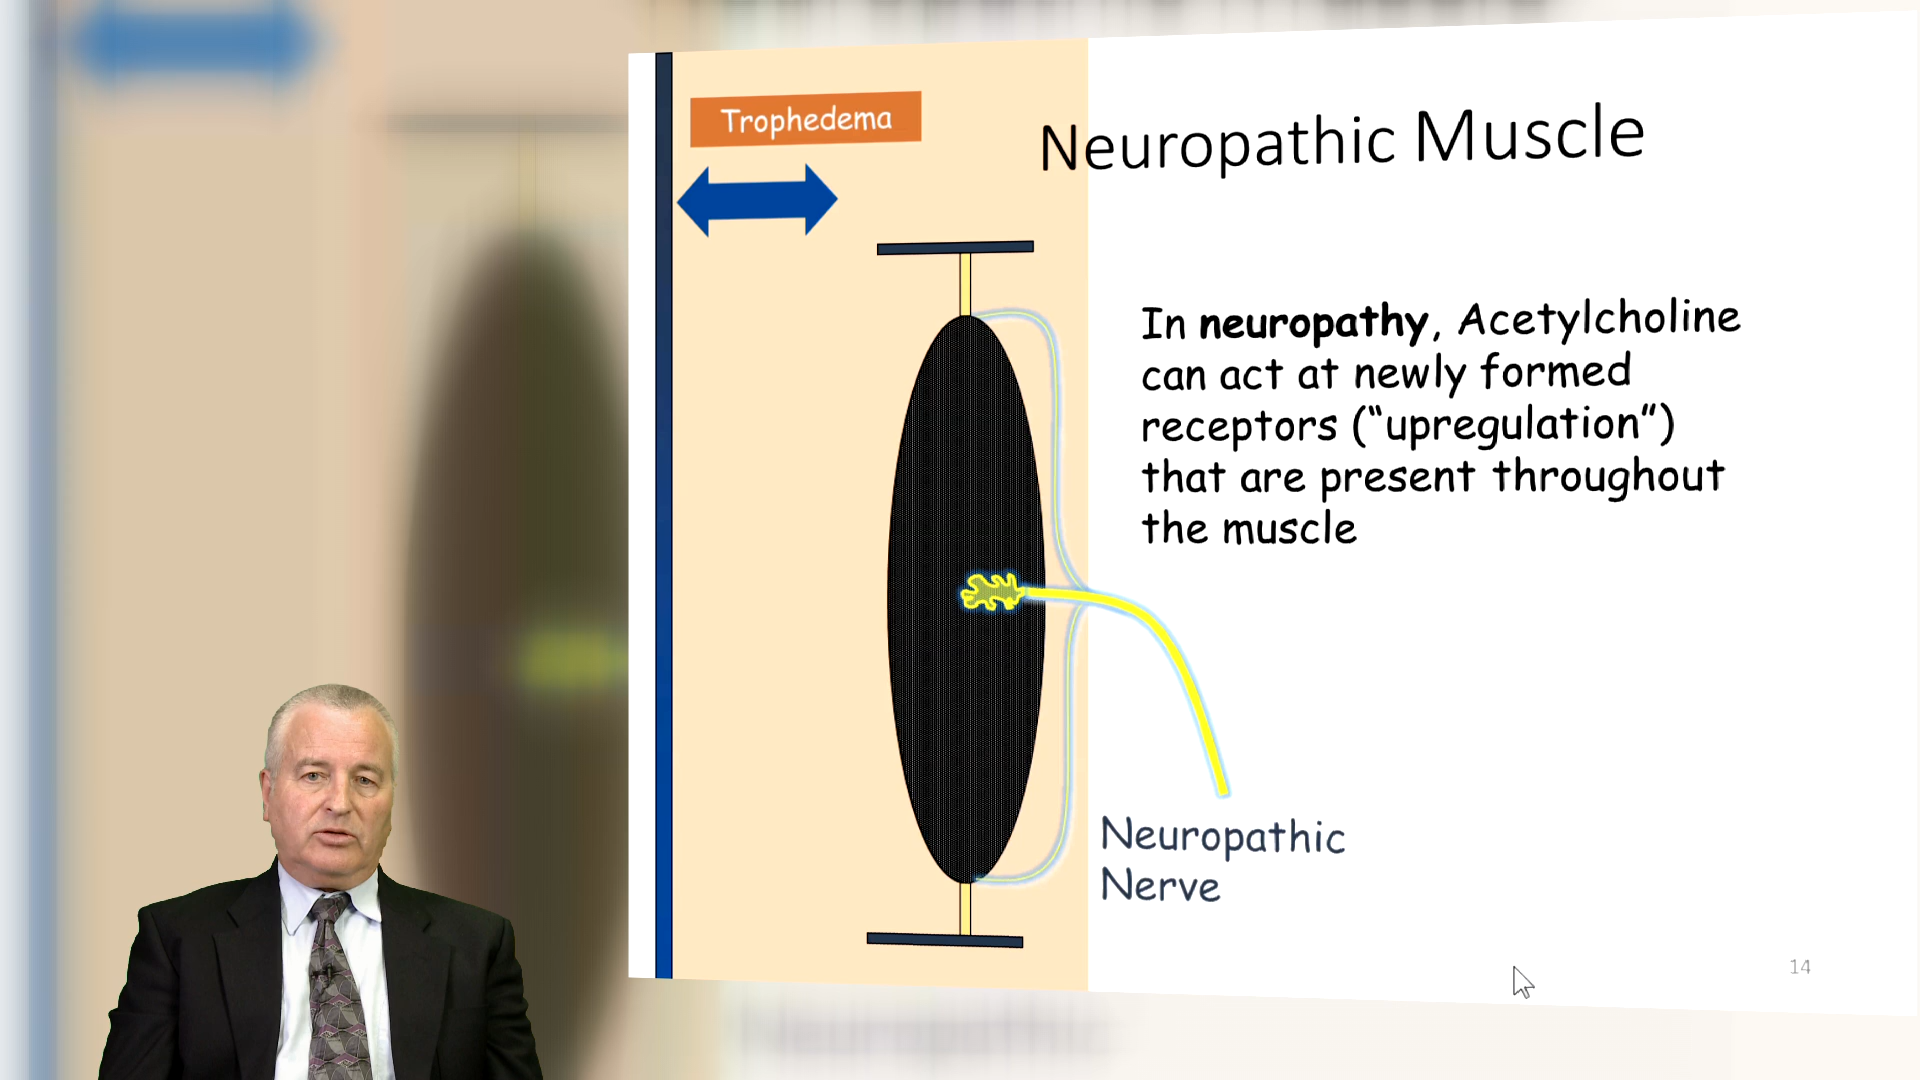 Trophedema
Neuropathic Muscle
In neuropathy, Acetylcholine
can act at newly formed
receptors (“upregulation”)
that are present throughout
the muscle
Neuropathic
Nerve
14